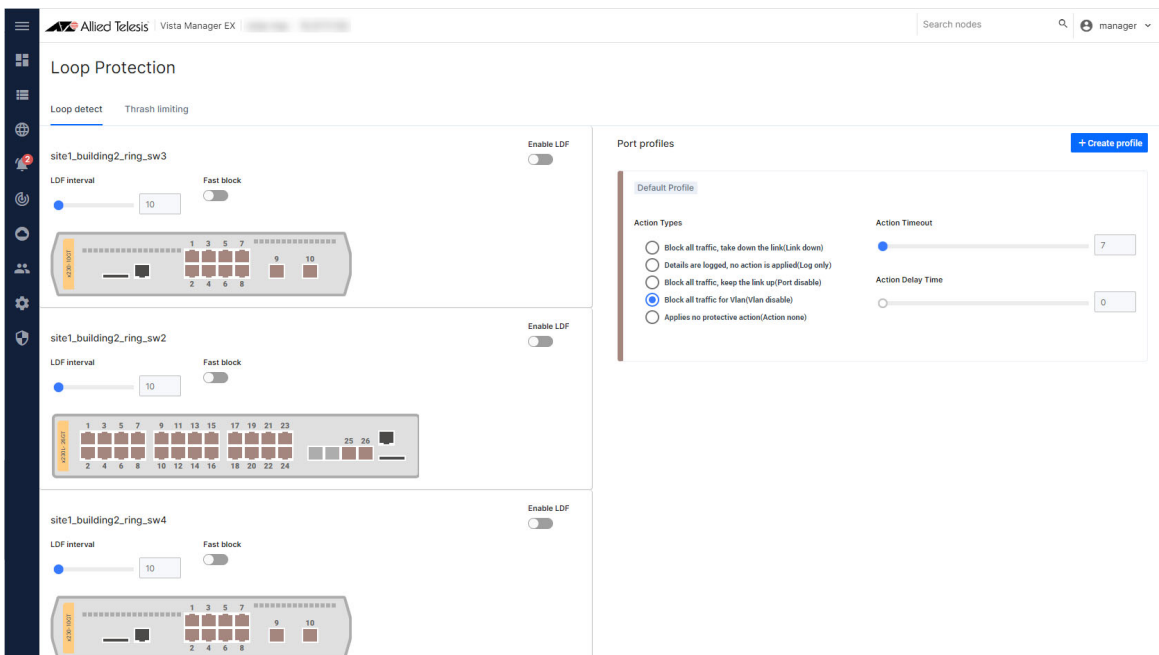 Allied Telesis Vista Manager EX
Search nodes
manager
2
Loop Protection
Loop detect Thrash limiting
site1_building2_ring_sw3
Enable LDF
LDF interval Fast block
10
x230-10GT
1 3 5 7
9 10
2 4 6 8
site1_building2_ring_sw2
Enable LDF
LDF interval Fast block
10
1 3 5 7 9 11 13 15 17 19 21 23
25 26
2 4 6 8 10 12 14 16 18 20 22 24
site1_building2_ring_sw4
Enable LDF
LDF interval Fast block
10
x230-10GT
1 3 5 7
9 10
2 4 6 8
Port profiles
+ Create profile
Default Profile
Action Types
Block all traffic, take down the link(Link down)
Details are logged, no action is applied(Log only)
Block all traffic, keep the link up(Port disable)
Block all traffic for Vlan(Vlan disable)
Applies no protective action(Action none)
Action Timeout
7
Action Delay Time
0